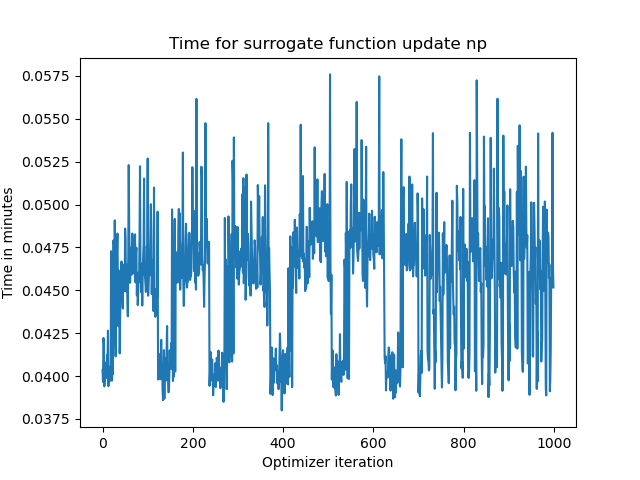 Time for surrogate function update np
Time in minutes
0.0575
0.0550
0.0525
0.0500
0.0475
0.0450
0.0425
0.0400
0.0375
0 200 400 600 800 1000
Optimizer iteration